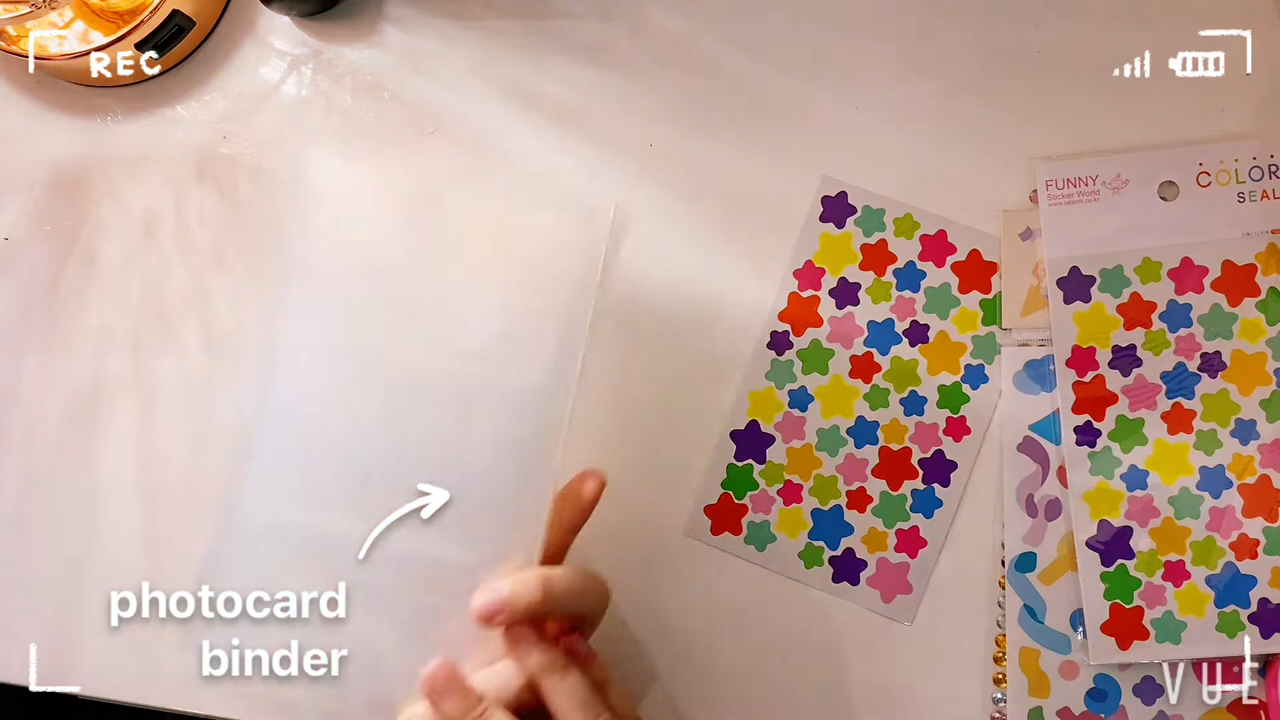 REC
FUNNY
Sticker World
COLOR
SEAL
photocard
binder
VUE